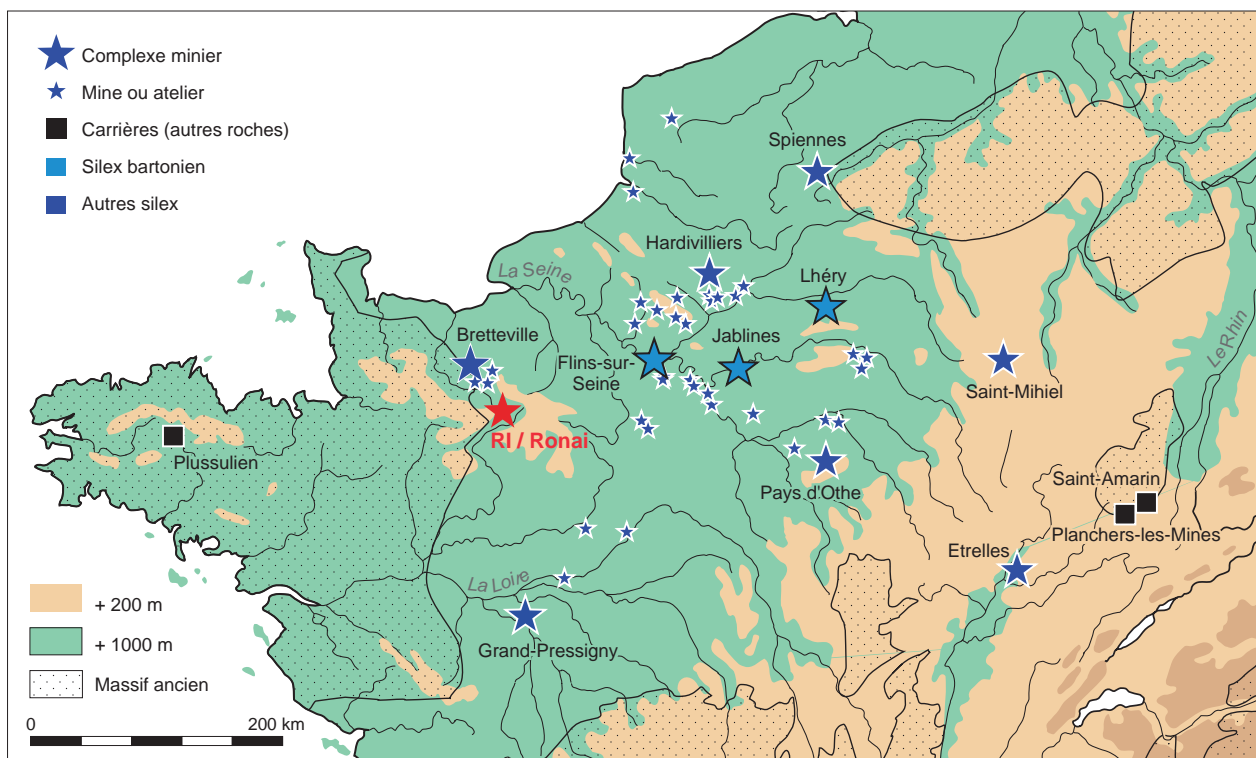 Complexe minier
Mine ou atelier
Carrières (autres roches)
Silex bartonien
Autres silex
Spiennes
Hardivilliers
La Seine
Lhéry
Bretteville
Jablines
Flins-sur-
Seine
Le Rhin
Saint-Mihiel
RI / Ronai
Plussulien
Pays d'Othe
Saint-Amarin
Planchers-les-Mines
Etrelles
La Loire
Grand-Pressigny
+ 200 m
+ 1000 m
Massif ancien
0
200 km